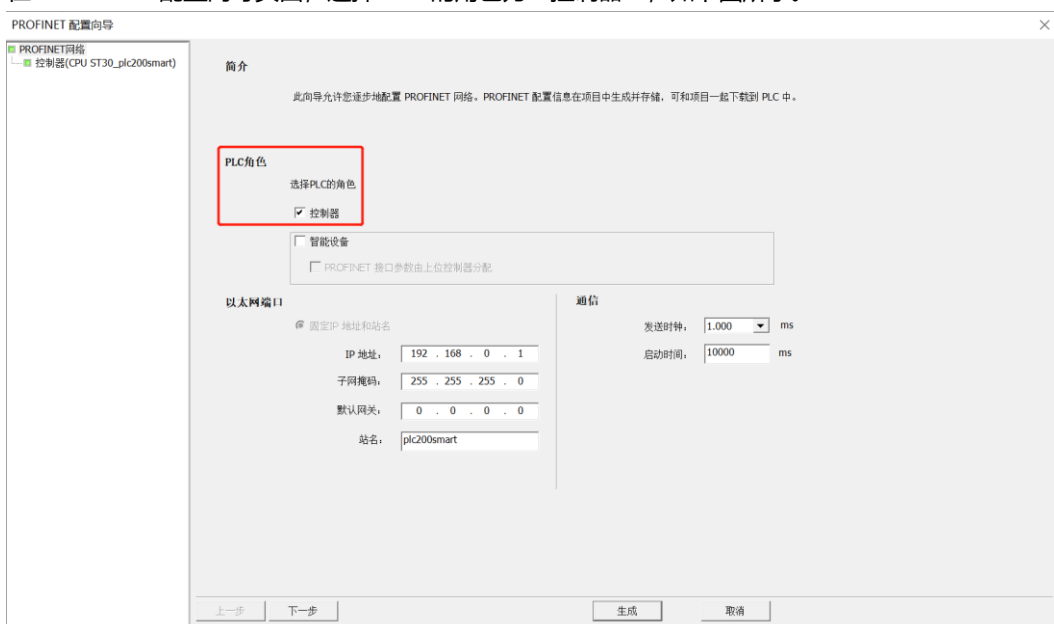 PROFINET 配置向导
PROFINET网络
控制器(CPU ST30_plc200smart)
简介
此向导允许您逐步地配置 PROFINET 网络。PROFINET 配置信息在项目中生成并存储，可和项目一起下载到 PLC 中。
PLC角色
选择PLC的角色
控制器
智能设备
PROFINET 接口参数由上位控制器分配
以太网端口
固定IP 地址和站名
IP 地址：
192 . 168 . 0 . 1
子网掩码：
255 . 255 . 255 . 0
默认网关：
0 . 0 . 0 . 0
站名：
plc200smart
通信
发送时钟：
1.000
ms
启动时间：
10000
ms
上一步
下一步
生成
取消